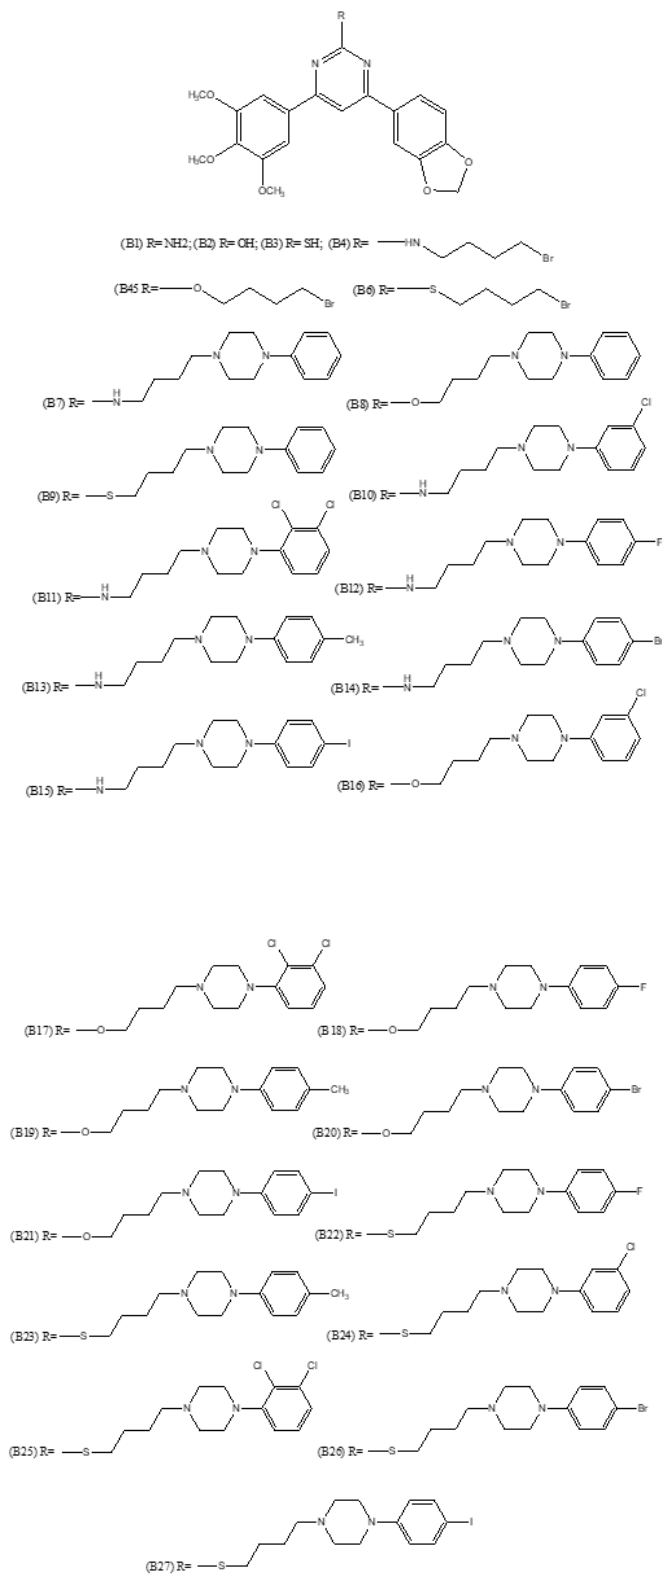 R
N N
H₃CO
H₃CO O
OCH₃ O
(B1) R= NH2; (B2) R= OH; (B3) R= SH; (B4) R= HN Br
(B45 R= O Br (B6) R= S Br
N N N N
(B7) R= H N (B8) R= O
Cl
N N N N
(B9) R= S (B10) R= N H
Cl Cl
N N N N F
(B11) R= H N (B12) R= H N
N N CH₃ N N Br
(B13) R= H N (B14) R= H N
Cl
N N I N N
(B15) R= H N (B16) R= O
Cl Cl
N N N N F
(B17) R= O (B18) R= O
N N CH₃ N N Br
(B19) R= O (B20) R= O
N N I N N F
(B21) R= O (B22) R= S
Cl
N N CH₃ N N
(B23) R= S (B24) R= S
Cl Cl
N N N N Br
(B25) R= S (B26) R= S
N N I
(B27) R= S